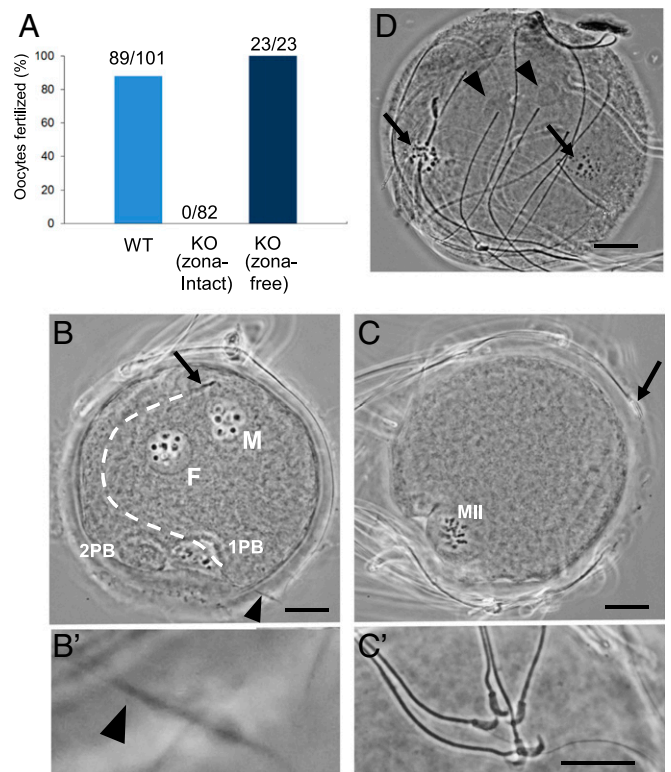 A
Oocytes fertilized (%)
100
80
60
40
20
0
89/101
0/82
23/23
WT
KO
(zona-
Intact)
KO
(zona-
free)
D
B
M
F
2PB
1PB
C
MII
B'
C'